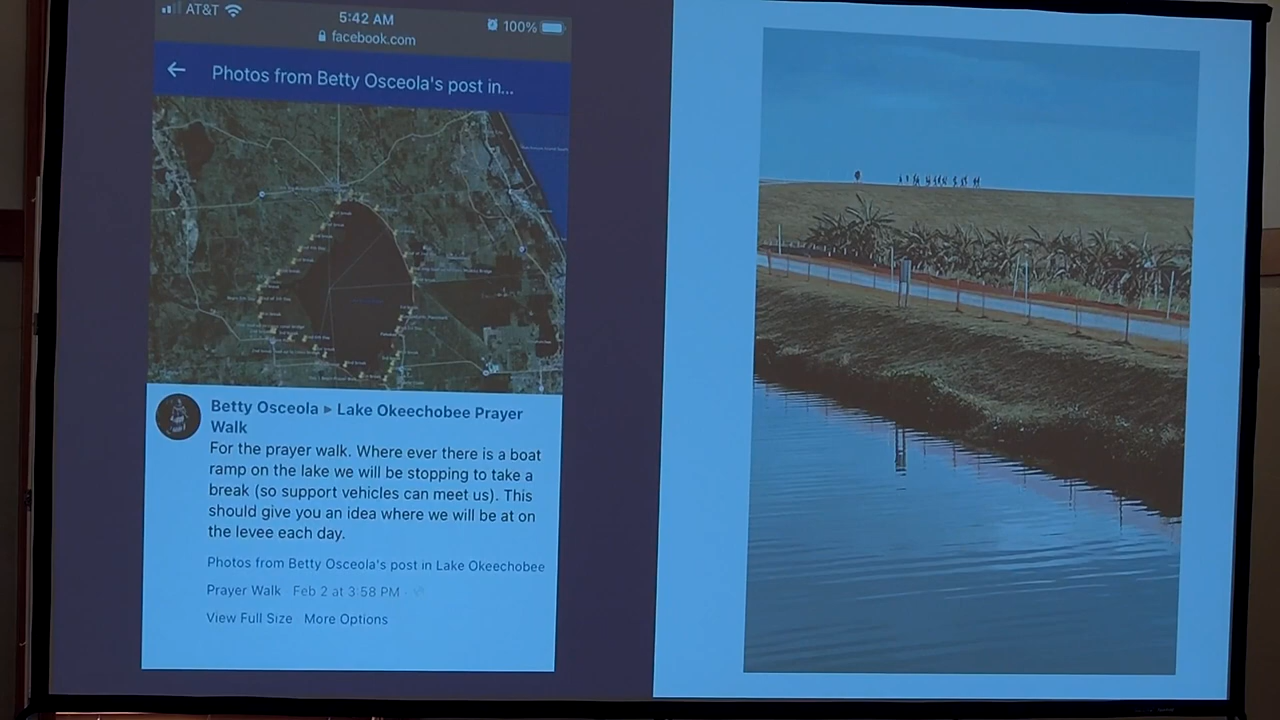 AT&T
5:42 AM
100%
facebook.com
Photos from Betty Osceola's post in...
Betty Osceola ▸ Lake Okeechobee Prayer
Walk
For the prayer walk. Where ever there is a boat
ramp on the lake we will be stopping to take a
break (so support vehicles can meet us). This
should give you an idea where we will be at on
the levee each day.
Photos from Betty Osceola's post in Lake Okeechobee
Prayer Walk · Feb 2 at 3:58 PM ·
View Full Size More Options